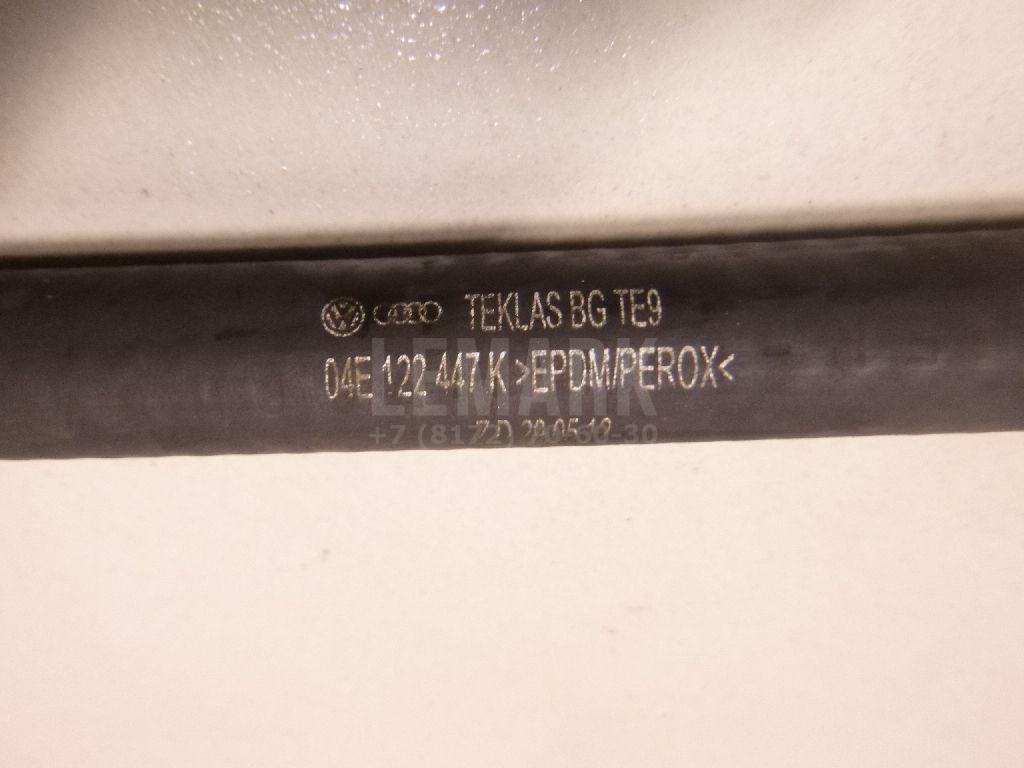 TEKLAS BG TE9
04E 122 447 K >EPDM/PEROX<
LEMARK